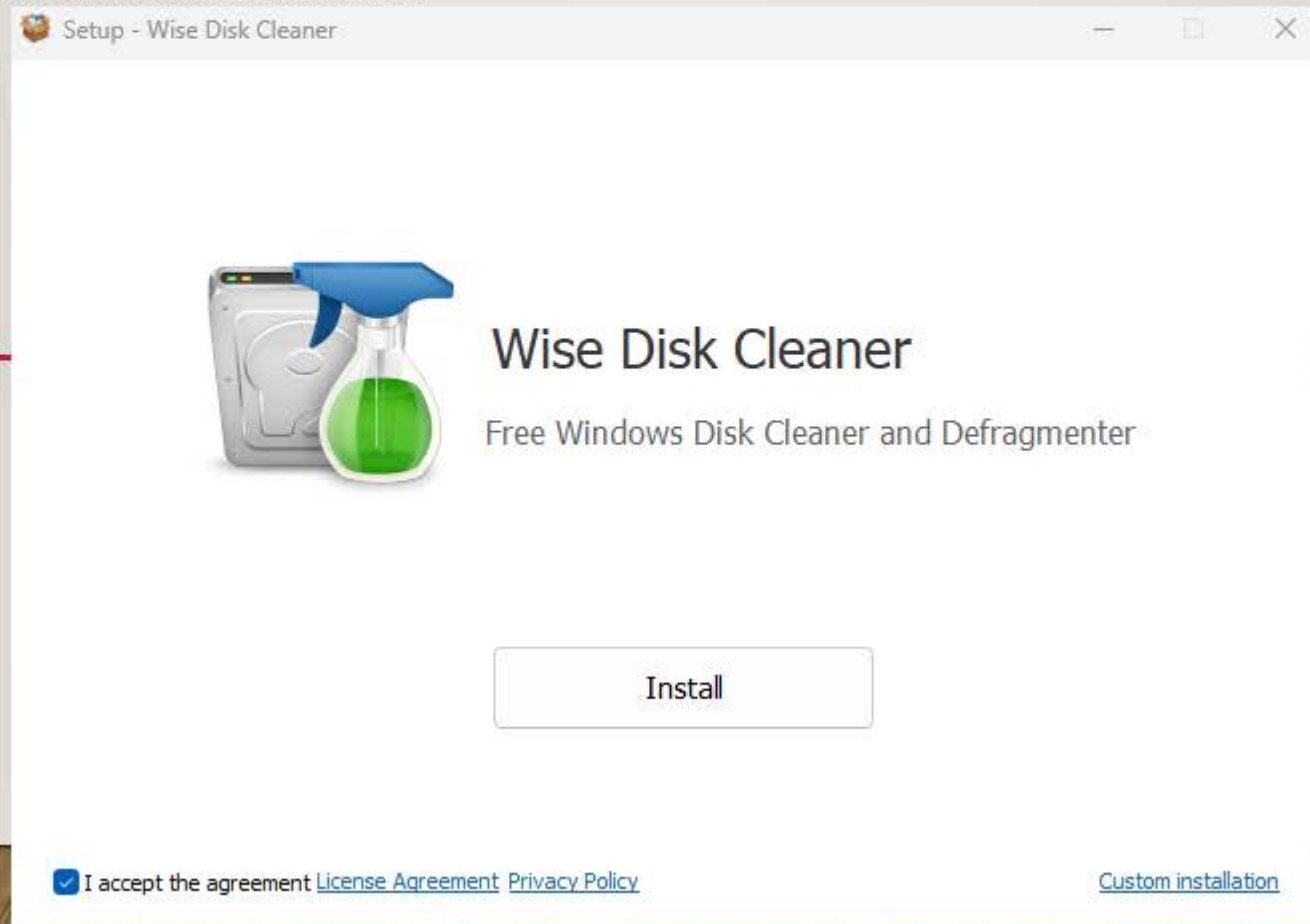 Setup - Wise Disk Cleaner
Wise Disk Cleaner
Free Windows Disk Cleaner and Defragmenter
Install
I accept the agreement License Agreement Privacy Policy
Custom installation